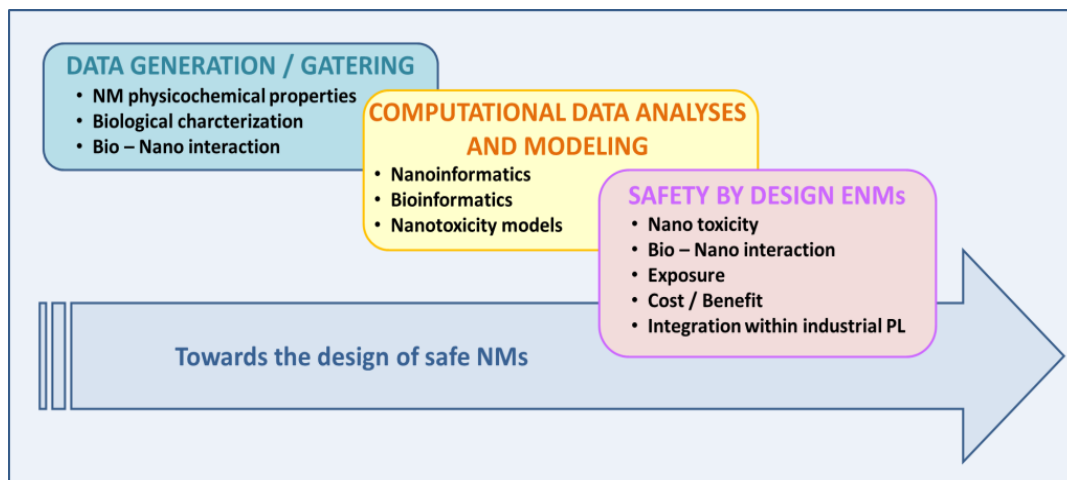 DATA GENERATION / GATERING
• NM physicochemical properties
• Biological charcterization
• Bio – Nano interaction
COMPUTATIONAL DATA ANALYSES
AND MODELING
• Nanoinformatics
• Bioinformatics
• Nanotoxicity models
SAFETY BY DESIGN ENMs
• Nano toxicity
• Bio – Nano interaction
• Exposure
• Cost / Benefit
• Integration within industrial PL
Towards the design of safe NMs